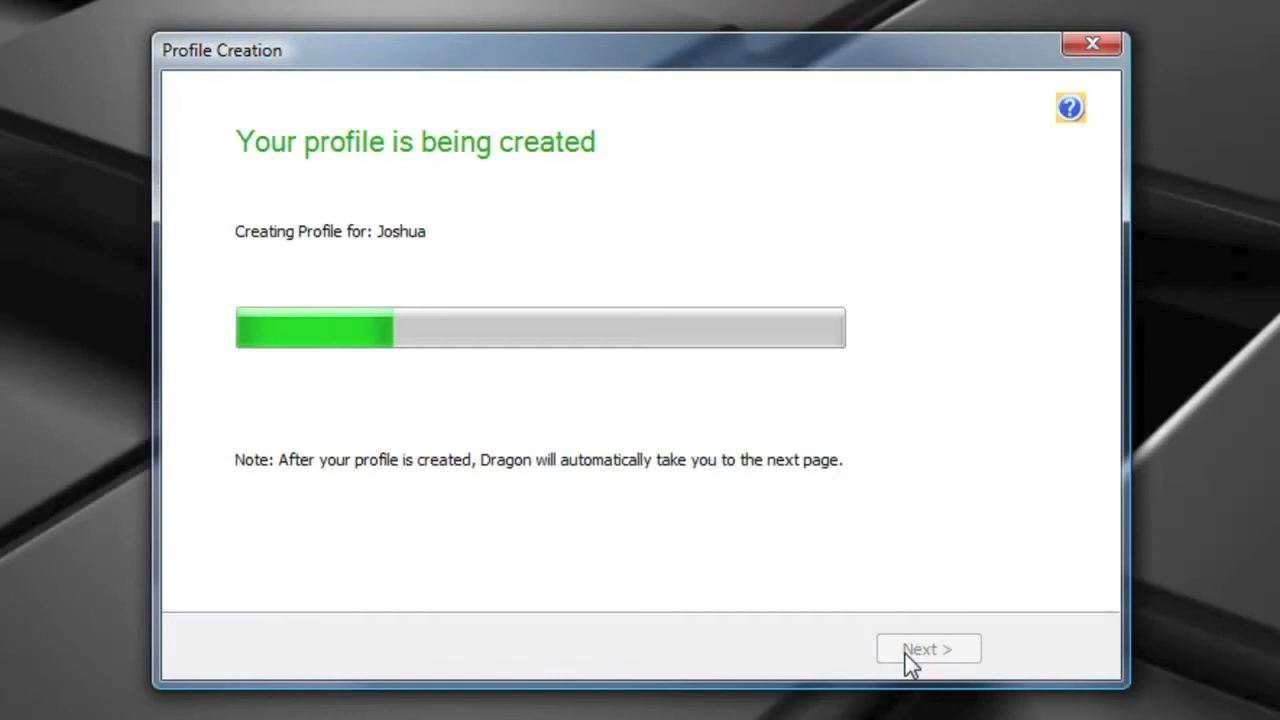 Profile Creation
Your profile is being created
Creating Profile for: Joshua
Note: After your profile is created, Dragon will automatically take you to the next page.
Next >